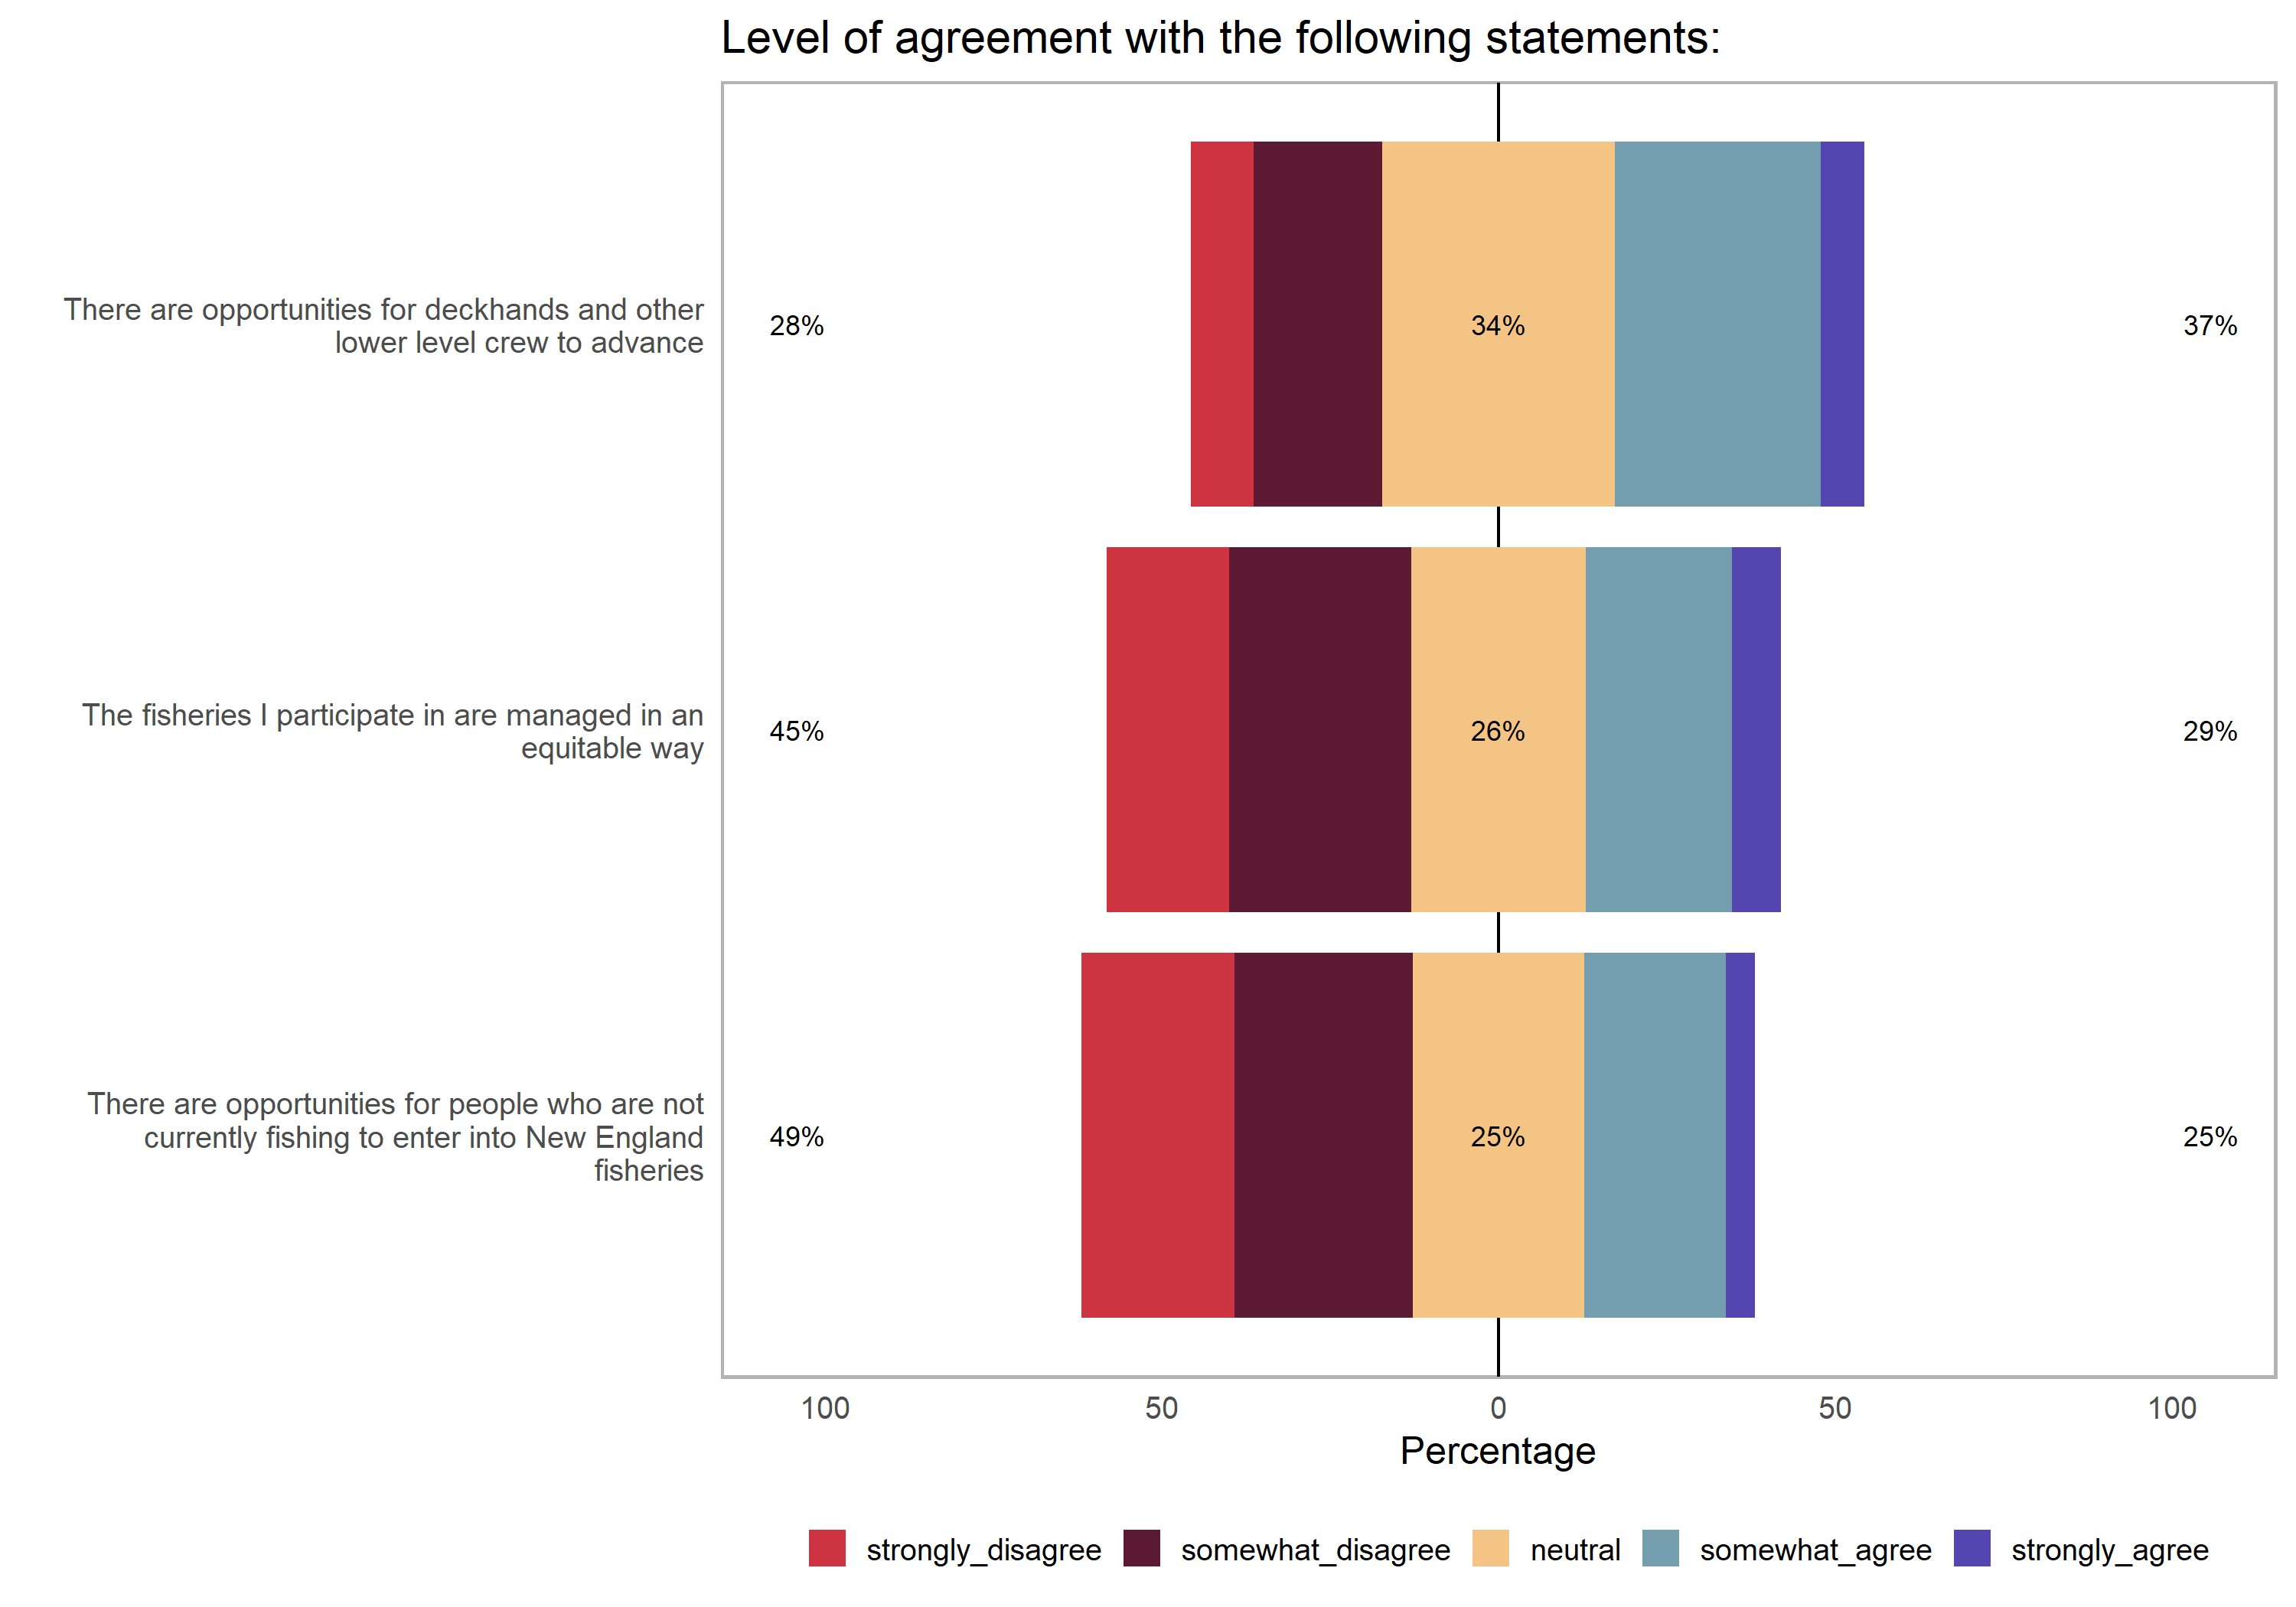 Level of agreement with the following statements:
There are opportunities for deckhands and other
lower level crew to advance
28%
34%
37%
The fisheries I participate in are managed in an
equitable way
45%
26%
29%
There are opportunities for people who are not
currently fishing to enter into New England
fisheries
49%
25%
25%
100 50 0 50 100
Percentage
strongly_disagree somewhat_disagree neutral somewhat_agree strongly_agree